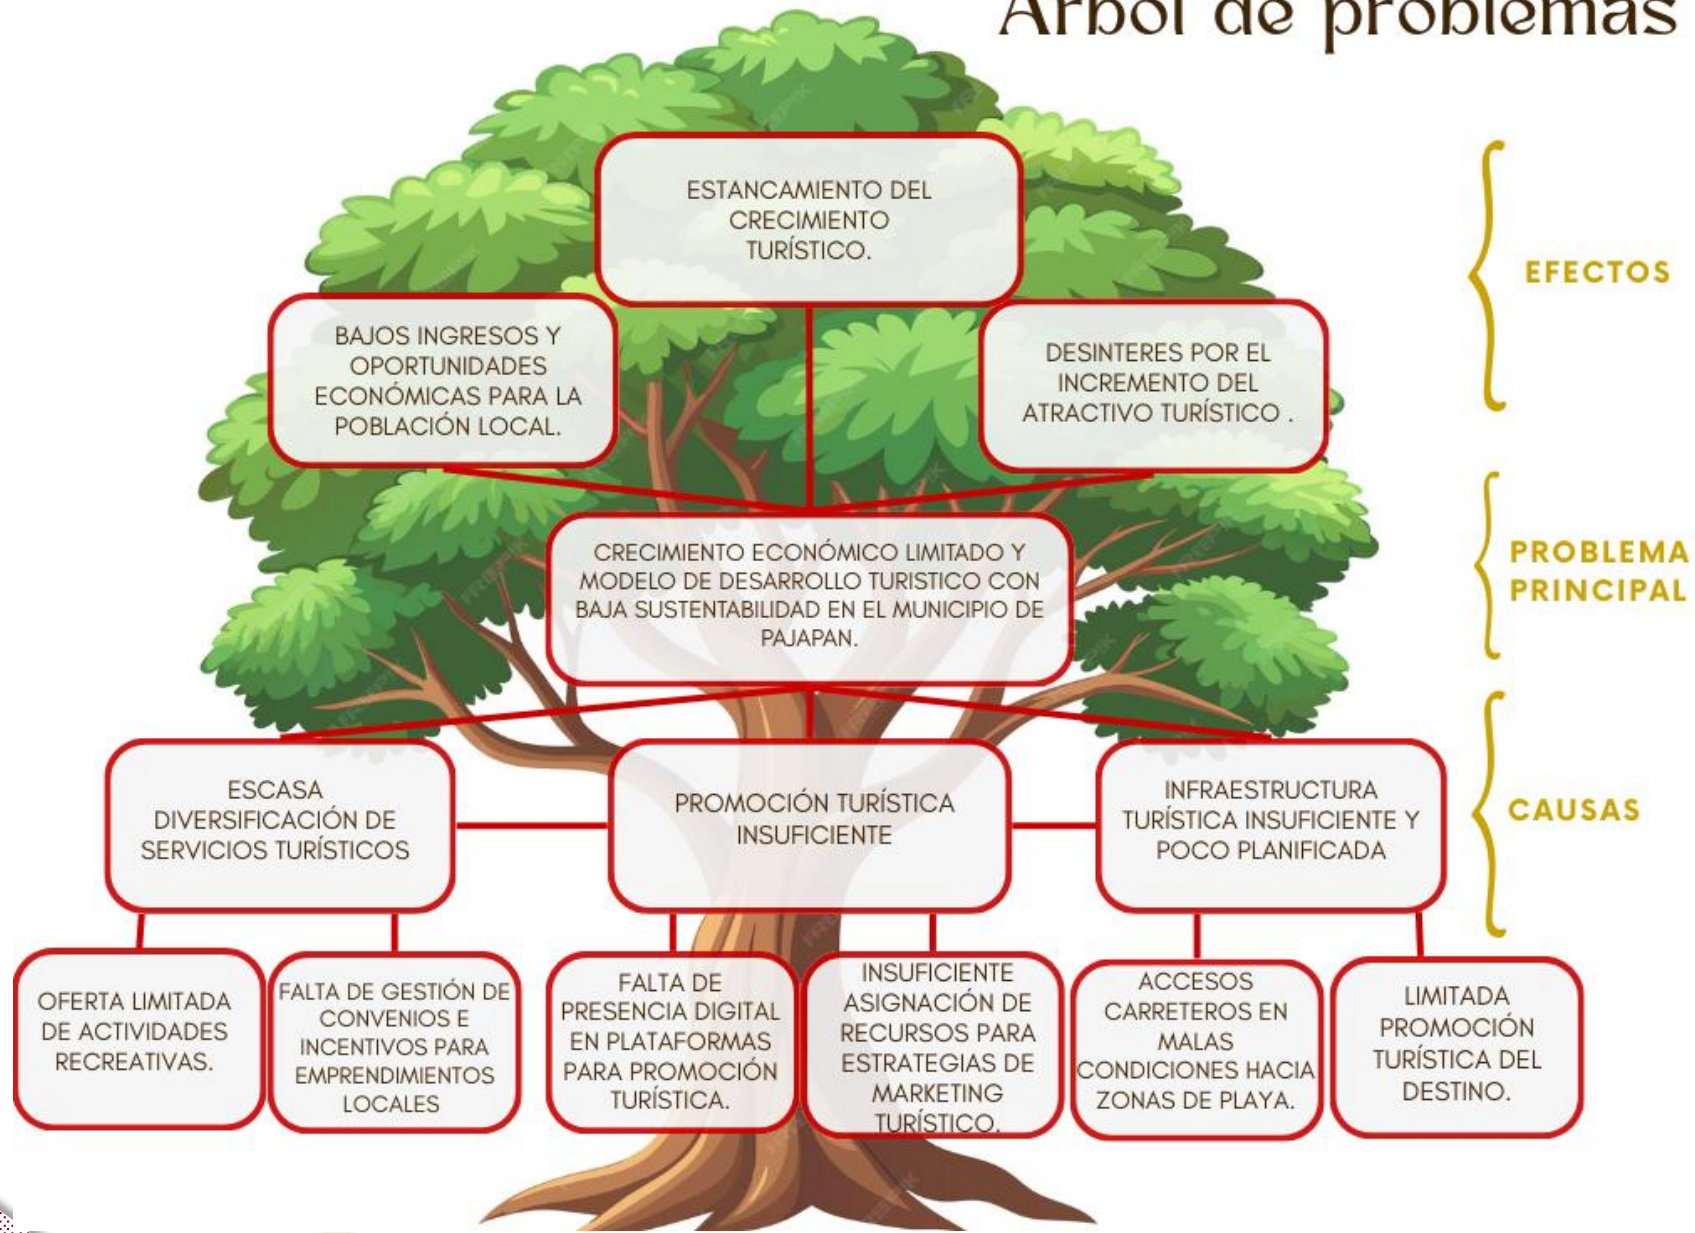 Árbol de problemas
ESTANCAMIENTO DEL
CRECIMIENTO
TURÍSTICO.
BAJOS INGRESOS Y
OPORTUNIDADES
ECONÓMICAS PARA LA
POBLACIÓN LOCAL.
DESINTERES POR EL
INCREMENTO DEL
ATRACTIVO TURÍSTICO .
EFECTOS
CRECIMIENTO ECONÓMICO LIMITADO Y
MODELO DE DESARROLLO TURISTICO CON
BAJA SUSTENTABILIDAD EN EL MUNICIPIO DE
PAJAPAN.
PROBLEMA
PRINCIPAL
ESCASA
DIVERSIFICACIÓN DE
SERVICIOS TURÍSTICOS
PROMOCIÓN TURÍSTICA
INSUFICIENTE
INFRAESTRUCTURA
TURÍSTICA INSUFICIENTE Y
POCO PLANIFICADA
CAUSAS
OFERTA LIMITADA
DE ACTIVIDADES
RECREATIVAS.
FALTA DE GESTIÓN DE
CONVENIOS E
INCENTIVOS PARA
EMPRENDIMIENTOS
LOCALES
FALTA DE
PRESENCIA DIGITAL
EN PLATAFORMAS
PARA PROMOCIÓN
TURÍSTICA.
INSUFICIENTE
ASIGNACIÓN DE
RECURSOS PARA
ESTRATEGIAS DE
MARKETING
TURÍSTICO.
ACCESOS
CARRETEROS EN
MALAS
CONDICIONES HACIA
ZONAS DE PLAYA.
LIMITADA
PROMOCIÓN
TURÍSTICA DEL
DESTINO.